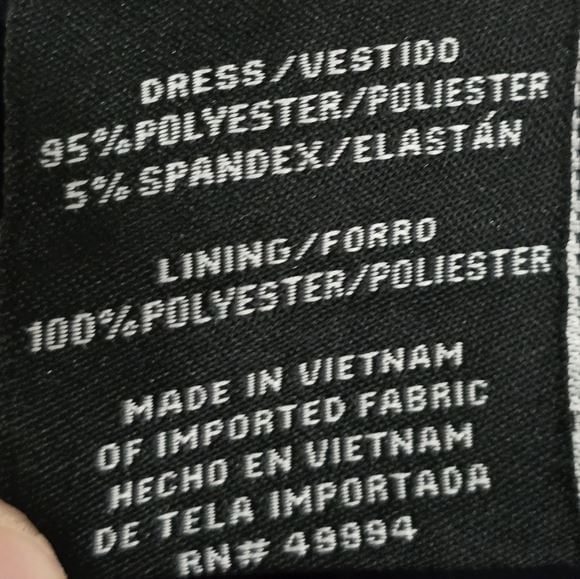 DRESS/VESTIDO
95%POLYESTER/POLIESTER
5%SPANDEX/ELASTÁN
LINING/FORRO
100%POLYESTER/POLIESTER
MADE IN VIETNAM
OF IMPORTED FABRIC
HECHO EN VIETNAM
DE TELA IMPORTADA
RN# 49994